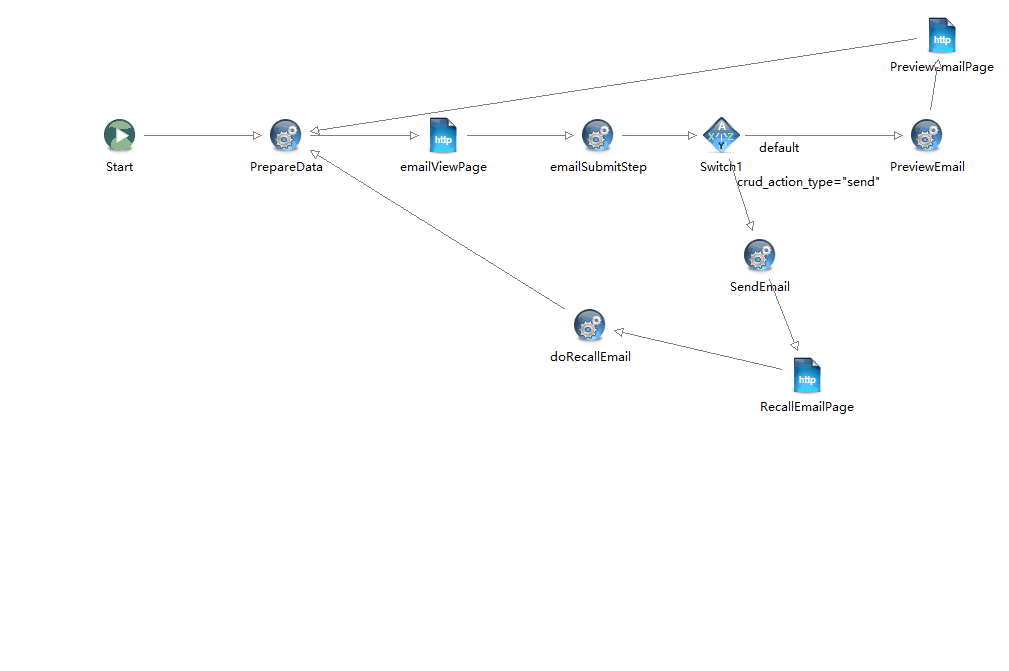 http
PreviewEmailPage
Start
PrepareData
http
emailViewPage
emailSubmitStep
A
X
Z
Y
Switch1
default
PreviewEmail
crud_action_type="send"
SendEmail
doRecallEmail
http
RecallEmailPage